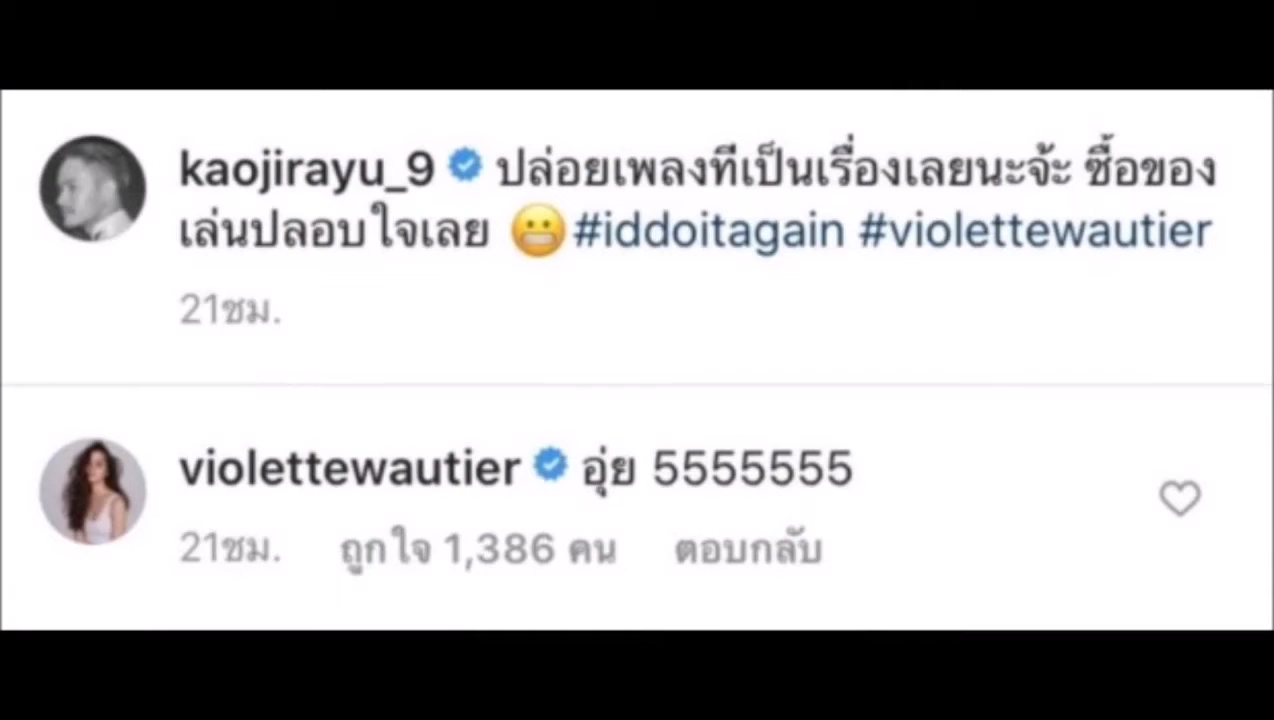 kaojirayu_9 ปล่อยเพลงที่เป็นเรื่องเลยนะจ้ะ ซื้อของ
เล่นปลอบใจเลย 😬#iddoitagain #violettewautier
21ชม.
violettewautier อุ่ย 5555555
21ชม. ถูกใจ 1,386 คน ตอบกลับ